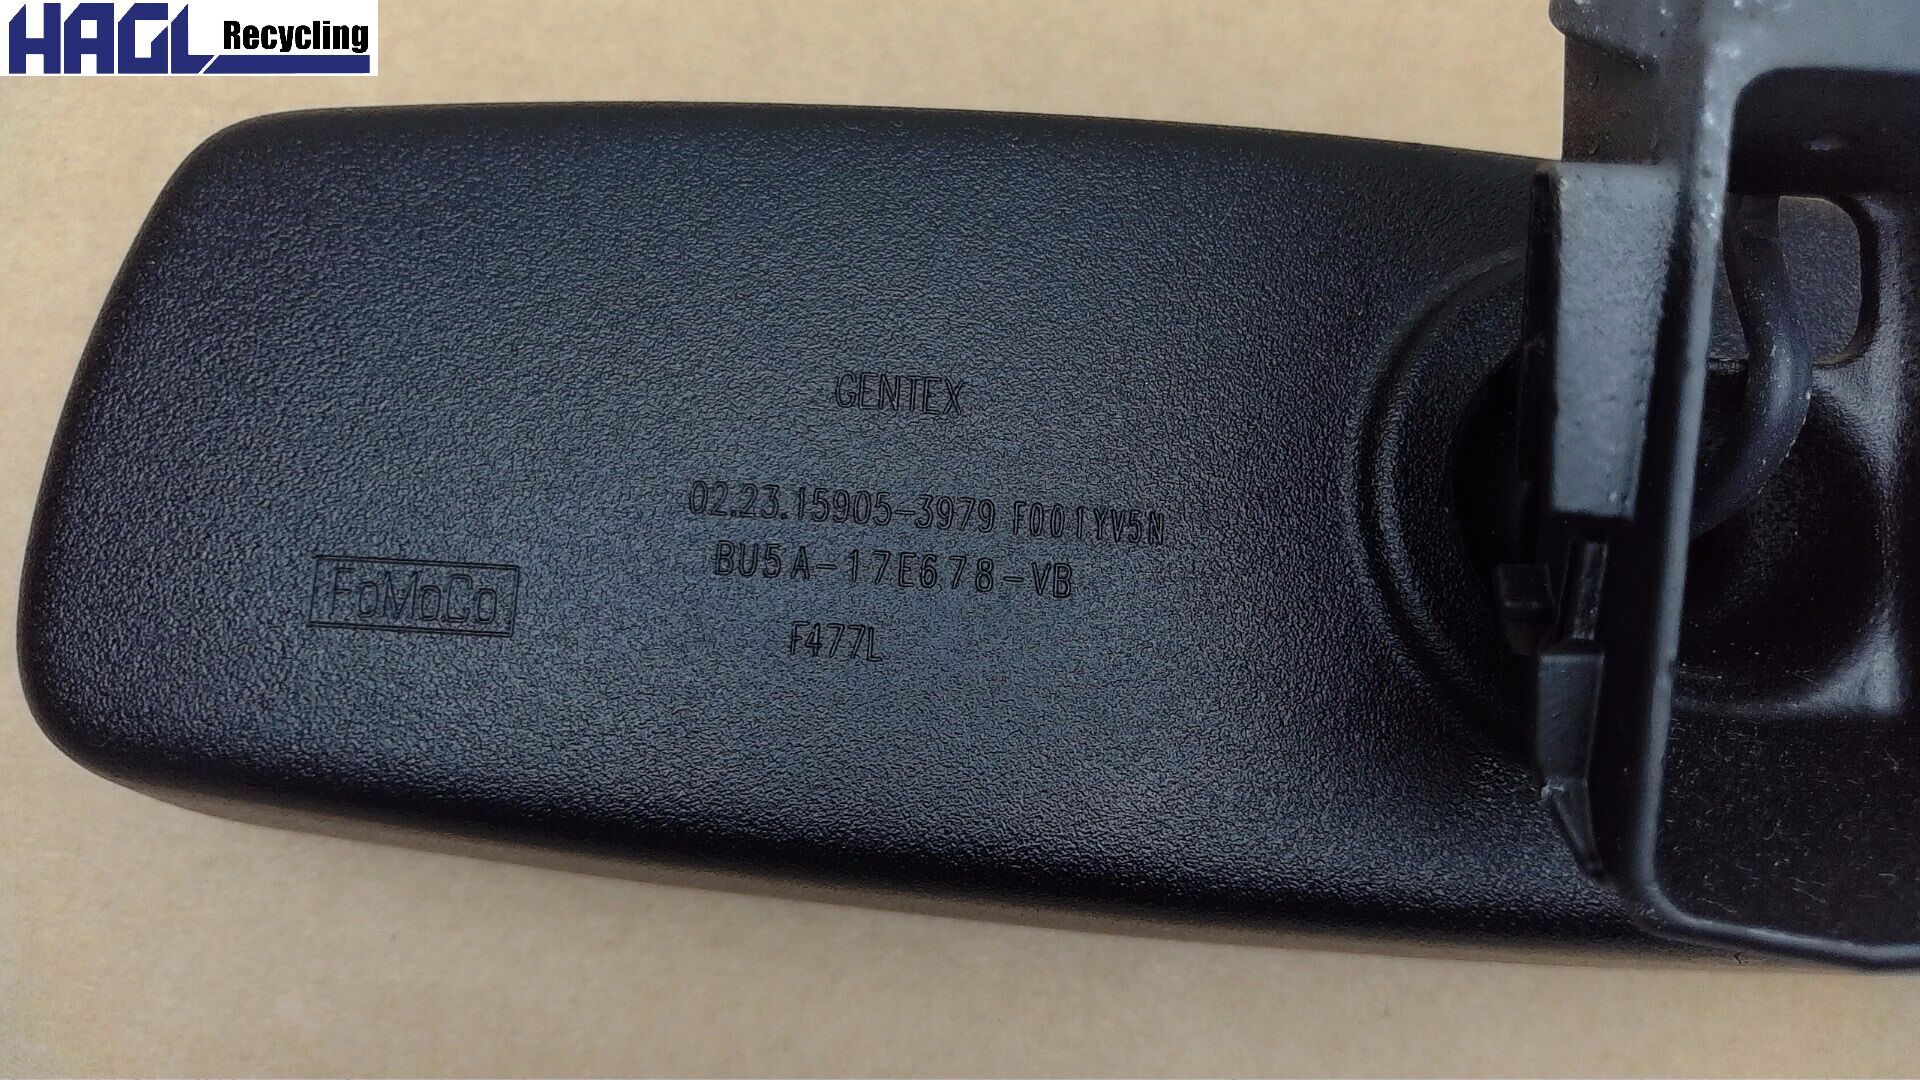 HAGL Recycling
GENTEX
02.23.15905-3979 F001YV5N
BU5A-17E678-VB
FoMoCo
F477L